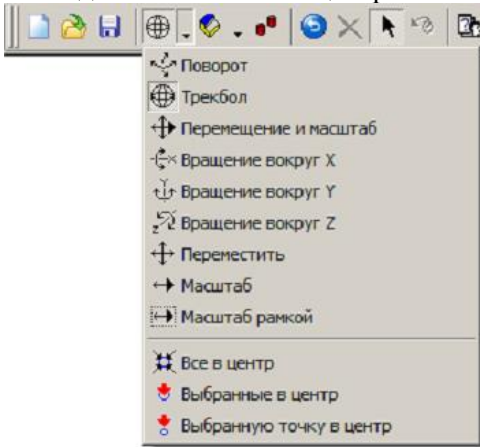 Поворот
Трекбол
Перемещение и масштаб
Вращение вокруг X
Вращение вокруг Y
Вращение вокруг Z
Переместить
Масштаб
Масштаб рамкой
Все в центр
Выбранные в центр
Выбранную точку в центр